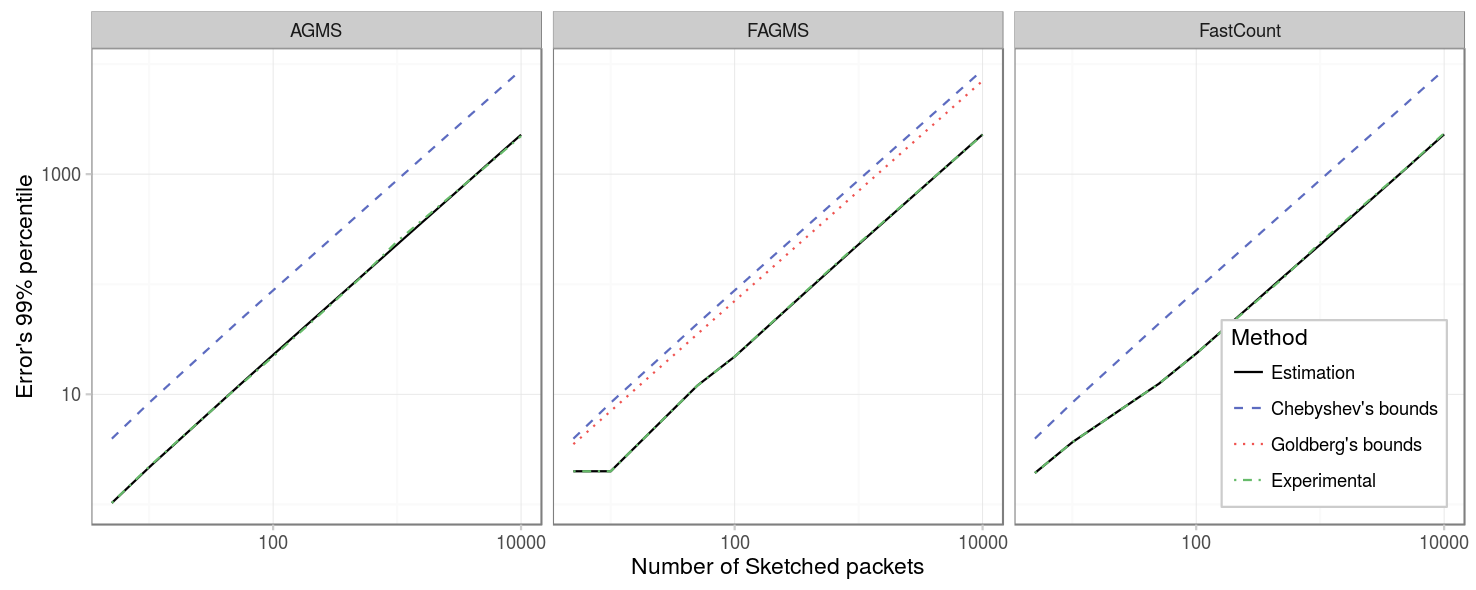 AGMS
FAGMS
FastCount
Error's 99% percentile
1000
10
Method
Estimation
Chebyshev's bounds
Goldberg's bounds
Experimental
100
10000
100
10000
100
10000
Number of Sketched packets